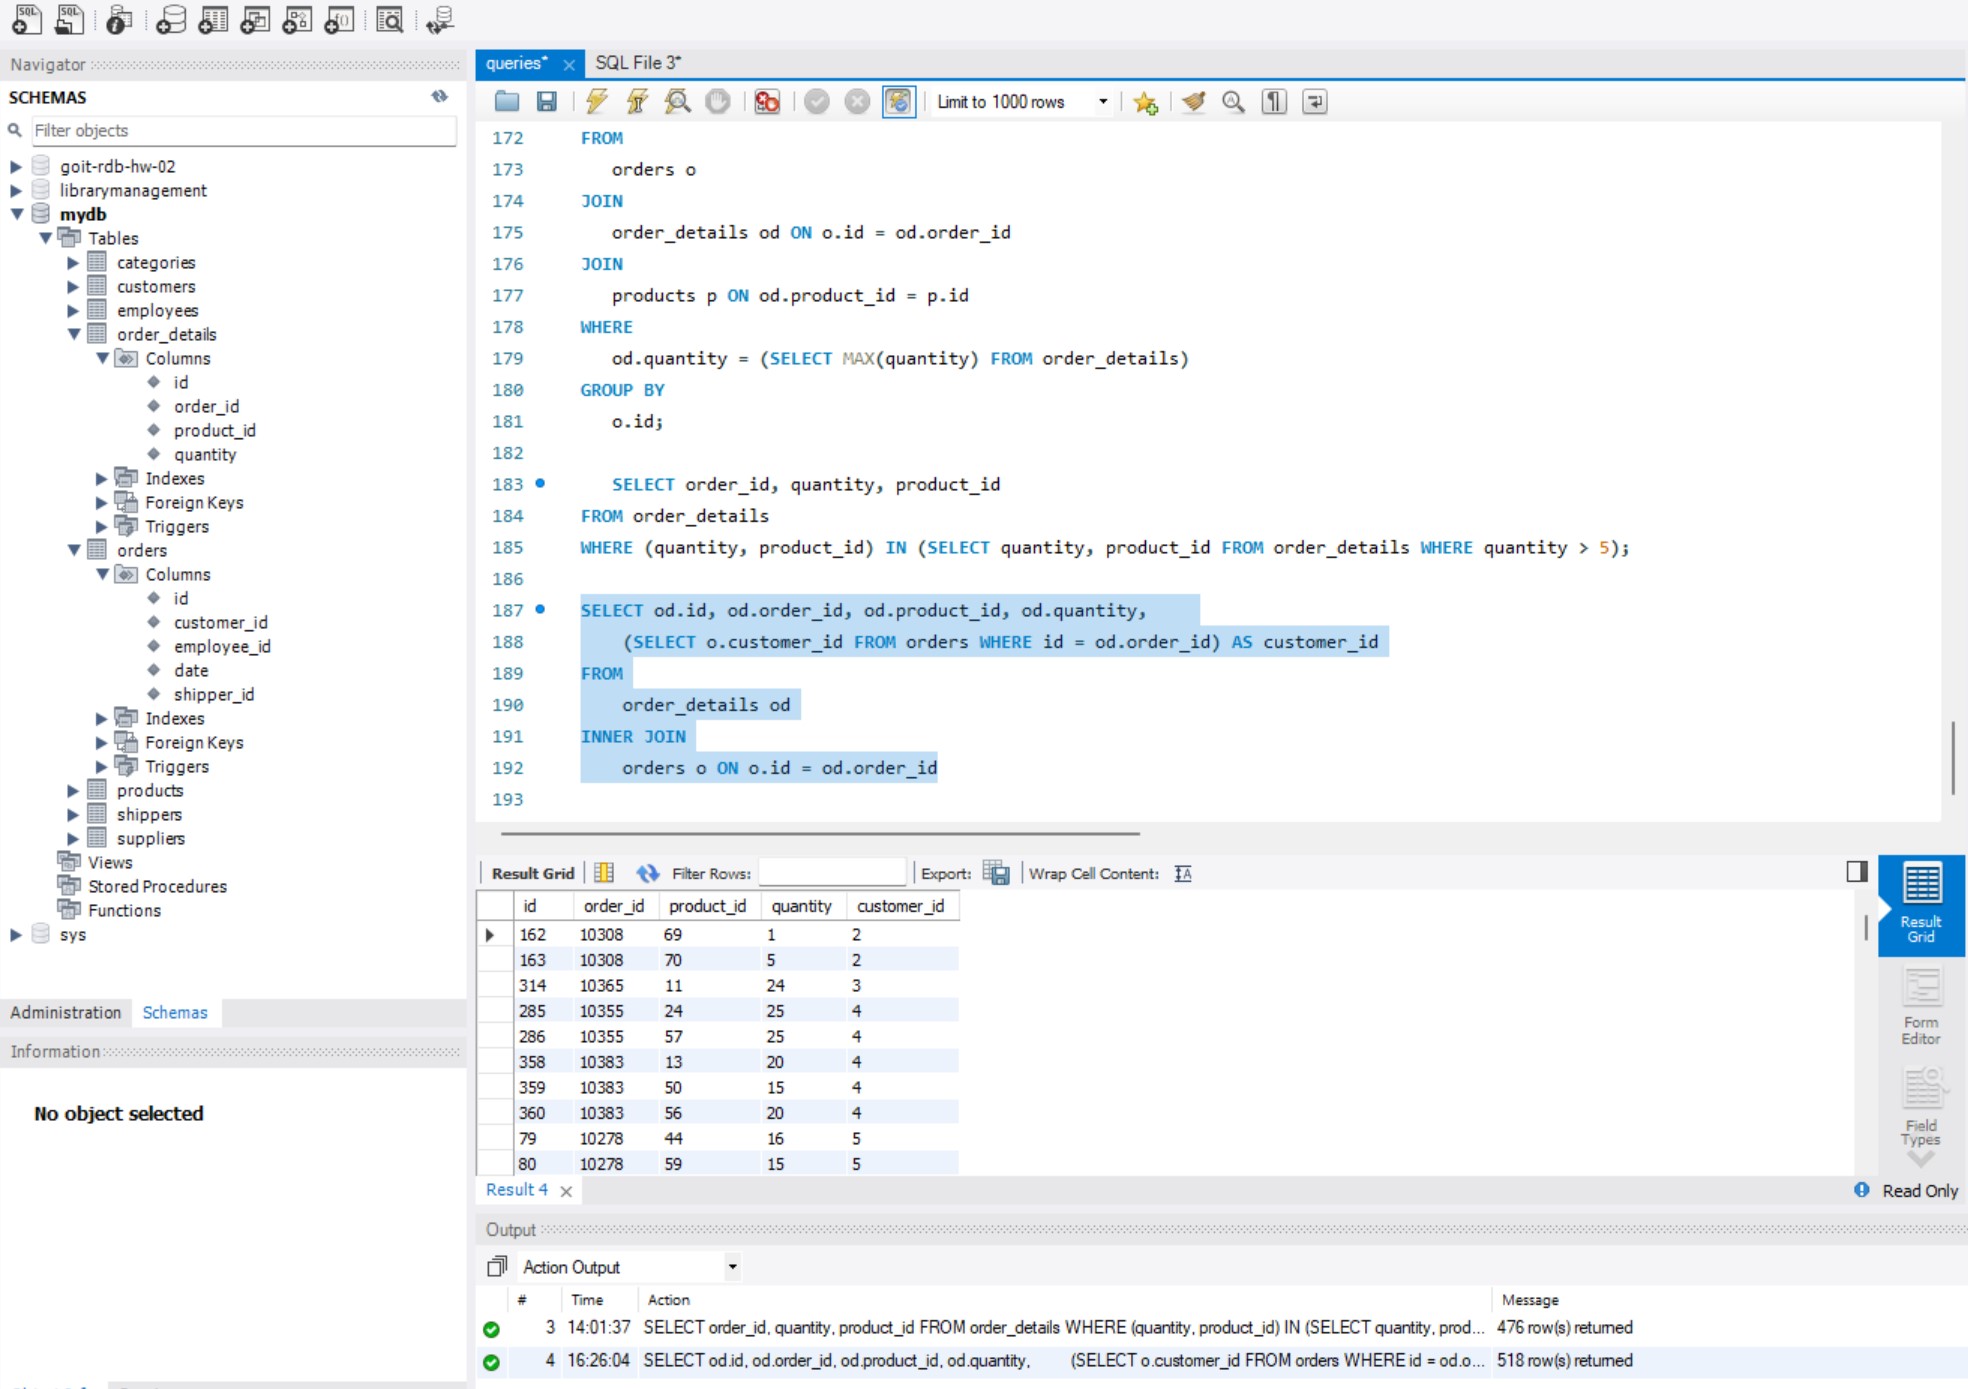 SQL SQL
Navigator
SCHEMAS
Filter objects
goit-rdb-hw-02
librarymanagement
mydb
Tables
categories
customers
employees
order_details
Columns
id
order_id
product_id
quantity
Indexes
Foreign Keys
Triggers
orders
Columns
id
customer_id
employee_id
date
shipper_id
Indexes
Foreign Keys
Triggers
products
shippers
suppliers
Views
Stored Procedures
Functions
sys
Administration Schemas
Information
No object selected
queries* SQL File 3*
Limit to 1000 rows
172 FROM
173 orders o
174 JOIN
175 order_details od ON o.id = od.order_id
176 JOIN
177 products p ON od.product_id = p.id
178 WHERE
179 od.quantity = (SELECT MAX(quantity) FROM order_details)
180 GROUP BY
181 o.id;
182
183 SELECT order_id, quantity, product_id
184 FROM order_details
185 WHERE (quantity, product_id) IN (SELECT quantity, product_id FROM order_details WHERE quantity > 5);
186
187 SELECT od.id, od.order_id, od.product_id, od.quantity,
188 (SELECT o.customer_id FROM orders WHERE id = od.order_id) AS customer_id
189 FROM
190 order_details od
191 INNER JOIN
192 orders o ON o.id = od.order_id
193
Result Grid Filter Rows: Export: Wrap Cell Content:
id order_id product_id quantity customer_id
162 10308 69 1 2
163 10308 70 5 2
314 10365 11 24 3
285 10355 24 25 4
286 10355 57 25 4
358 10383 13 20 4
359 10383 50 15 4
360 10383 56 20 4
79 10278 44 16 5
80 10278 59 15 5
Result
Grid
Form
Editor
Field
Types
Result 4
Read Only
Output
Action Output
# Time Action Message
3 14:01:37 SELECT order_id, quantity, product_id FROM order_details WHERE (quantity, product_id) IN (SELECT quantity, prod... 476 row(s) returned
4 16:26:04 SELECT od.id, od.order_id, od.product_id, od.quantity, (SELECT o.customer_id FROM orders WHERE id = od.o... 518 row(s) returned